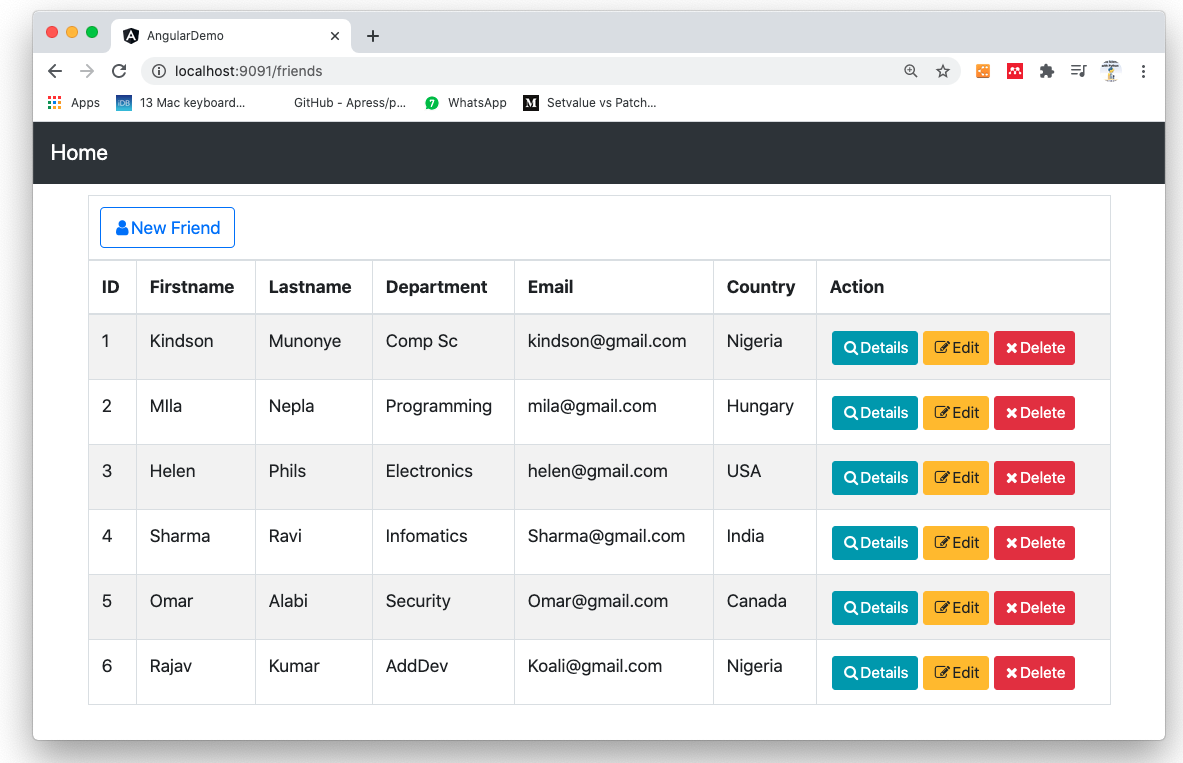 AngularDemo
localhost:9091/friends
Apps 13 Mac keyboard... GitHub - Apress/p... 7 WhatsApp M Setvalue vs Patch...
Home
New Friend
ID Firstname Lastname Department Email Country Action
1 Kindson Munonye Comp Sc kindson@gmail.com Nigeria Details Edit Delete
2 MIla Nepla Programming mila@gmail.com Hungary Details Edit Delete
3 Helen Phils Electronics helen@gmail.com USA Details Edit Delete
4 Sharma Ravi Infomatics Sharma@gmail.com India Details Edit Delete
5 Omar Alabi Security Omar@gmail.com Canada Details Edit Delete
6 Rajav Kumar AddDev Koali@gmail.com Nigeria Details Edit Delete